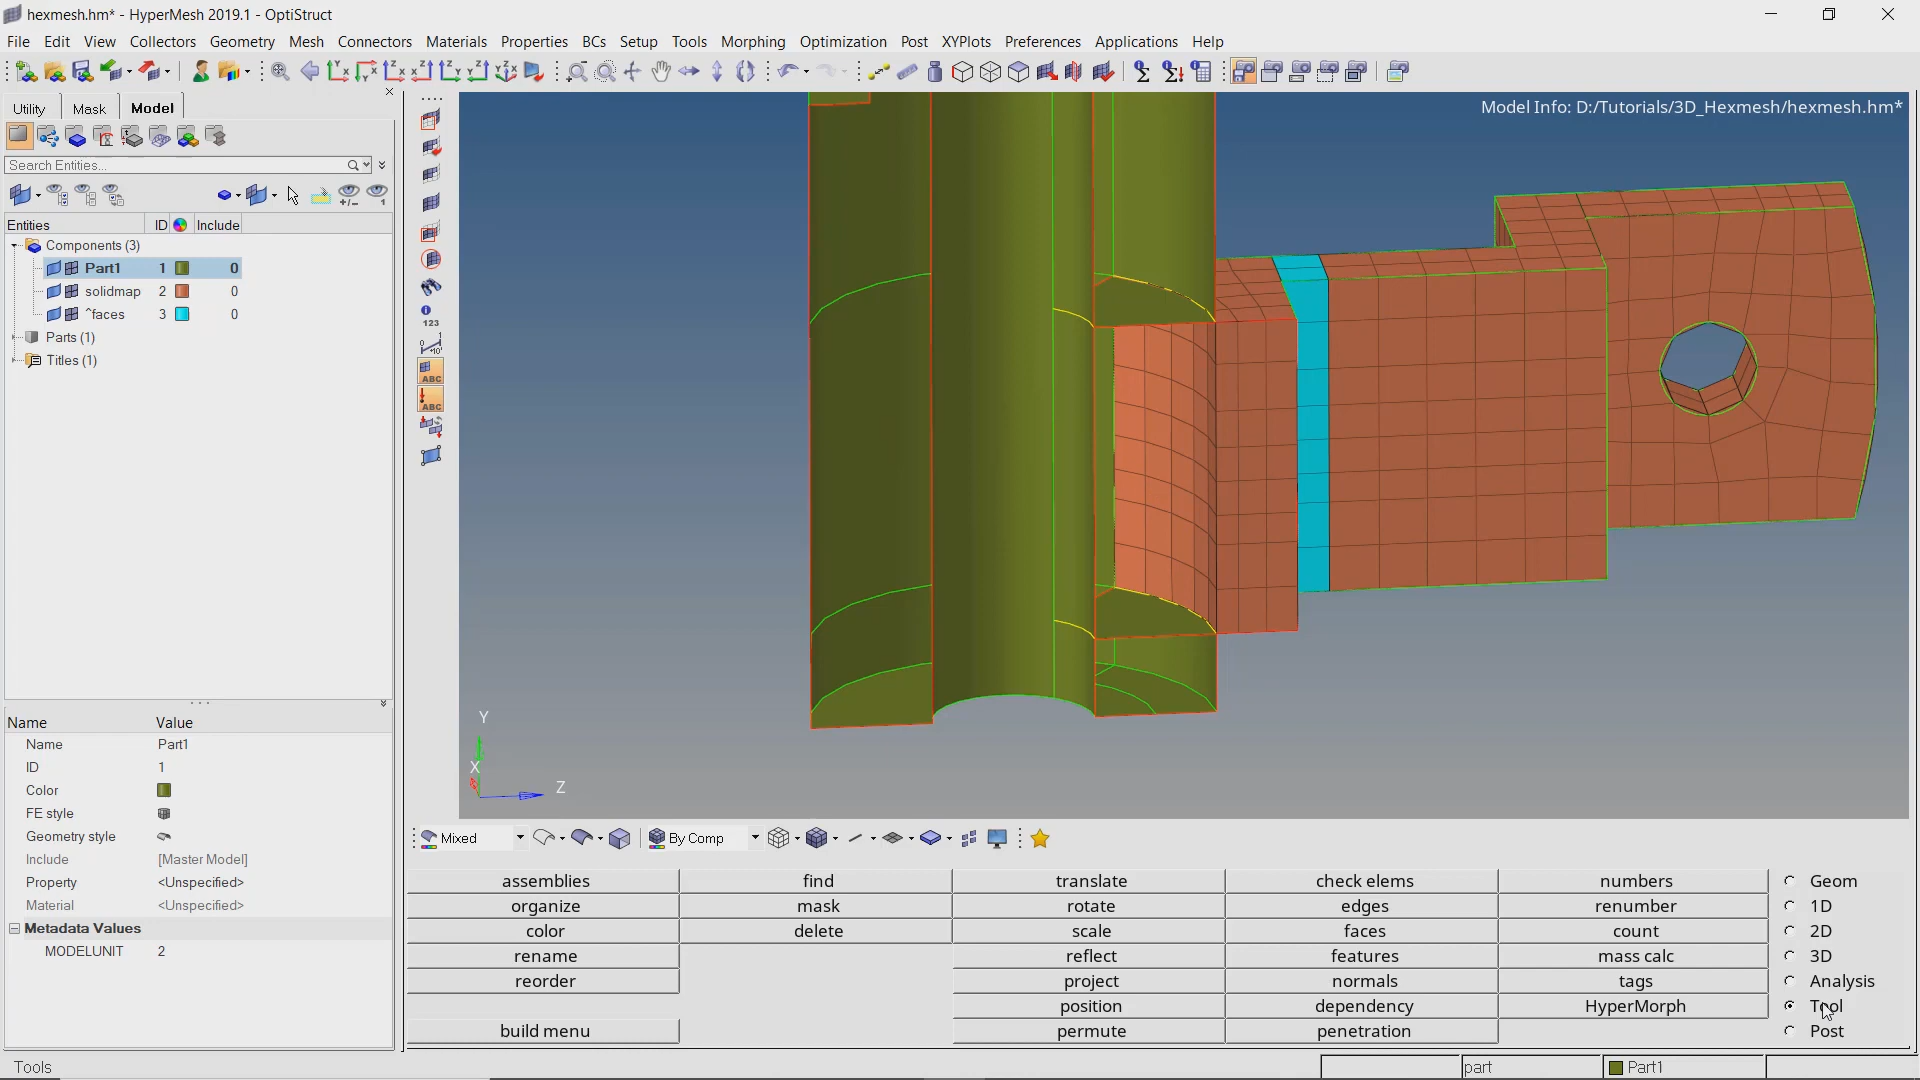 hexmesh.hm* - HyperMesh 2019.1 - OptiStruct
File Edit View Collectors Geometry Mesh Connectors Materials Properties BCs Setup Tools Morphing Optimization Post XYPlots Preferences Applications Help
Utility Mask Model
Model Info: D:/Tutorials/3D_Hexmesh/hexmesh.hm*
Search Entities...
Entities ID Include
Components (3)
Part1 1 0
solidmap 2 0
^faces 3 0
Parts (1)
Titles (1)
123
ABC
ABC
Name Value
Name Part1
ID 1
Color
FE style
Geometry style
Include [Master Model]
Property <Unspecified>
Material <Unspecified>
Metadata Values
MODELUNIT 2
Y
X
Z
Mixed By Comp
assemblies find translate check elems numbers Geom
organize mask rotate edges renumber 1D
color delete scale faces count 2D
rename reflect features mass calc 3D
reorder project normals tags Analysis
position dependency HyperMorph Tool
build menu permute penetration Post
Tools part Part1